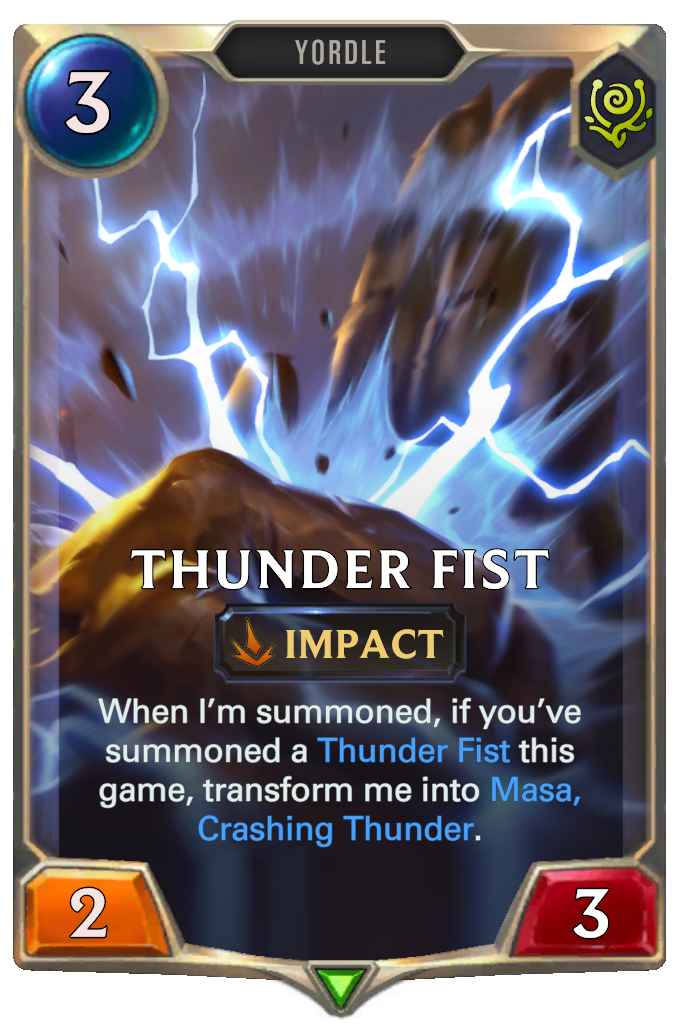 YORDLE
3
THUNDER FIST
IMPACT
When I'm summoned, if you've
summoned a Thunder Fist this
game, transform me into Masa,
Crashing Thunder.
2
3